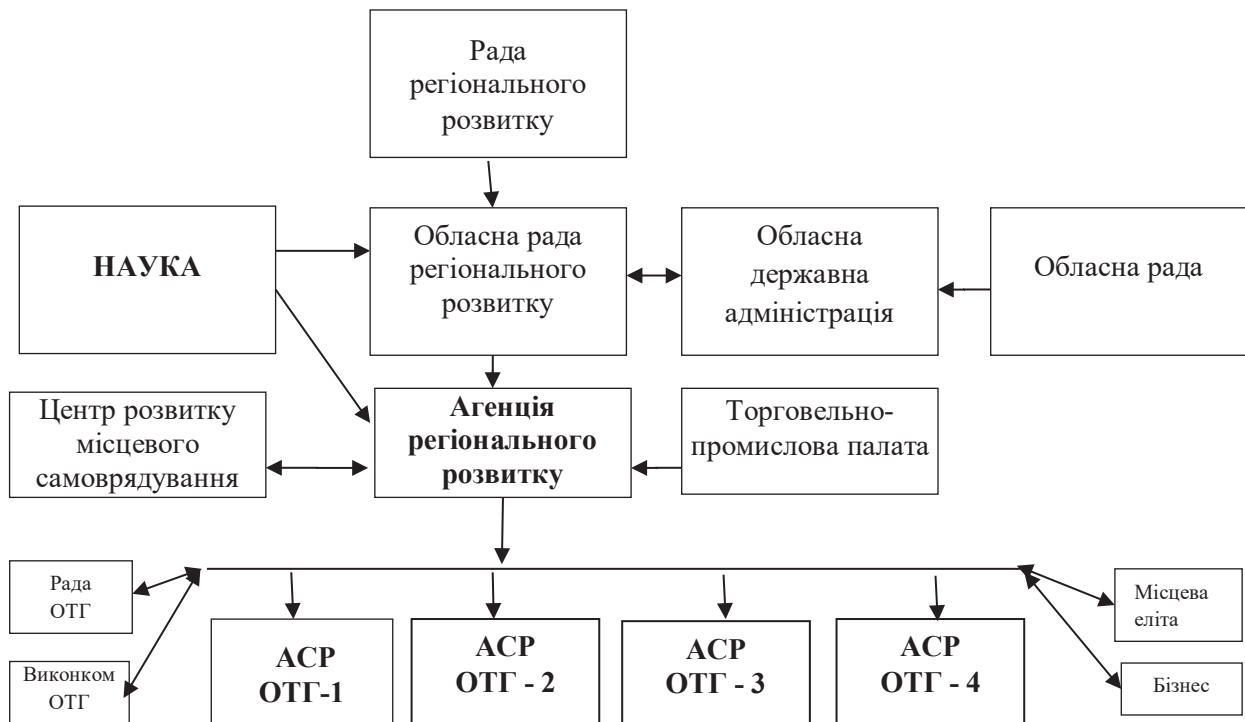 Рада
регіонального
розвитку
НАУКА
Обласна рада
регіонального
розвитку
Обласна
державна
адміністрація
Обласна рада
Центр розвитку
місцевого
самоврядування
Агенція
регіонального
розвитку
Торговельно-
промислова палата
Рада
ОТГ
Виконком
ОТГ
АСР
ОТГ-1
АСР
ОТГ - 2
АСР
ОТГ - 3
АСР
ОТГ - 4
Місцева
еліта
Бізнес